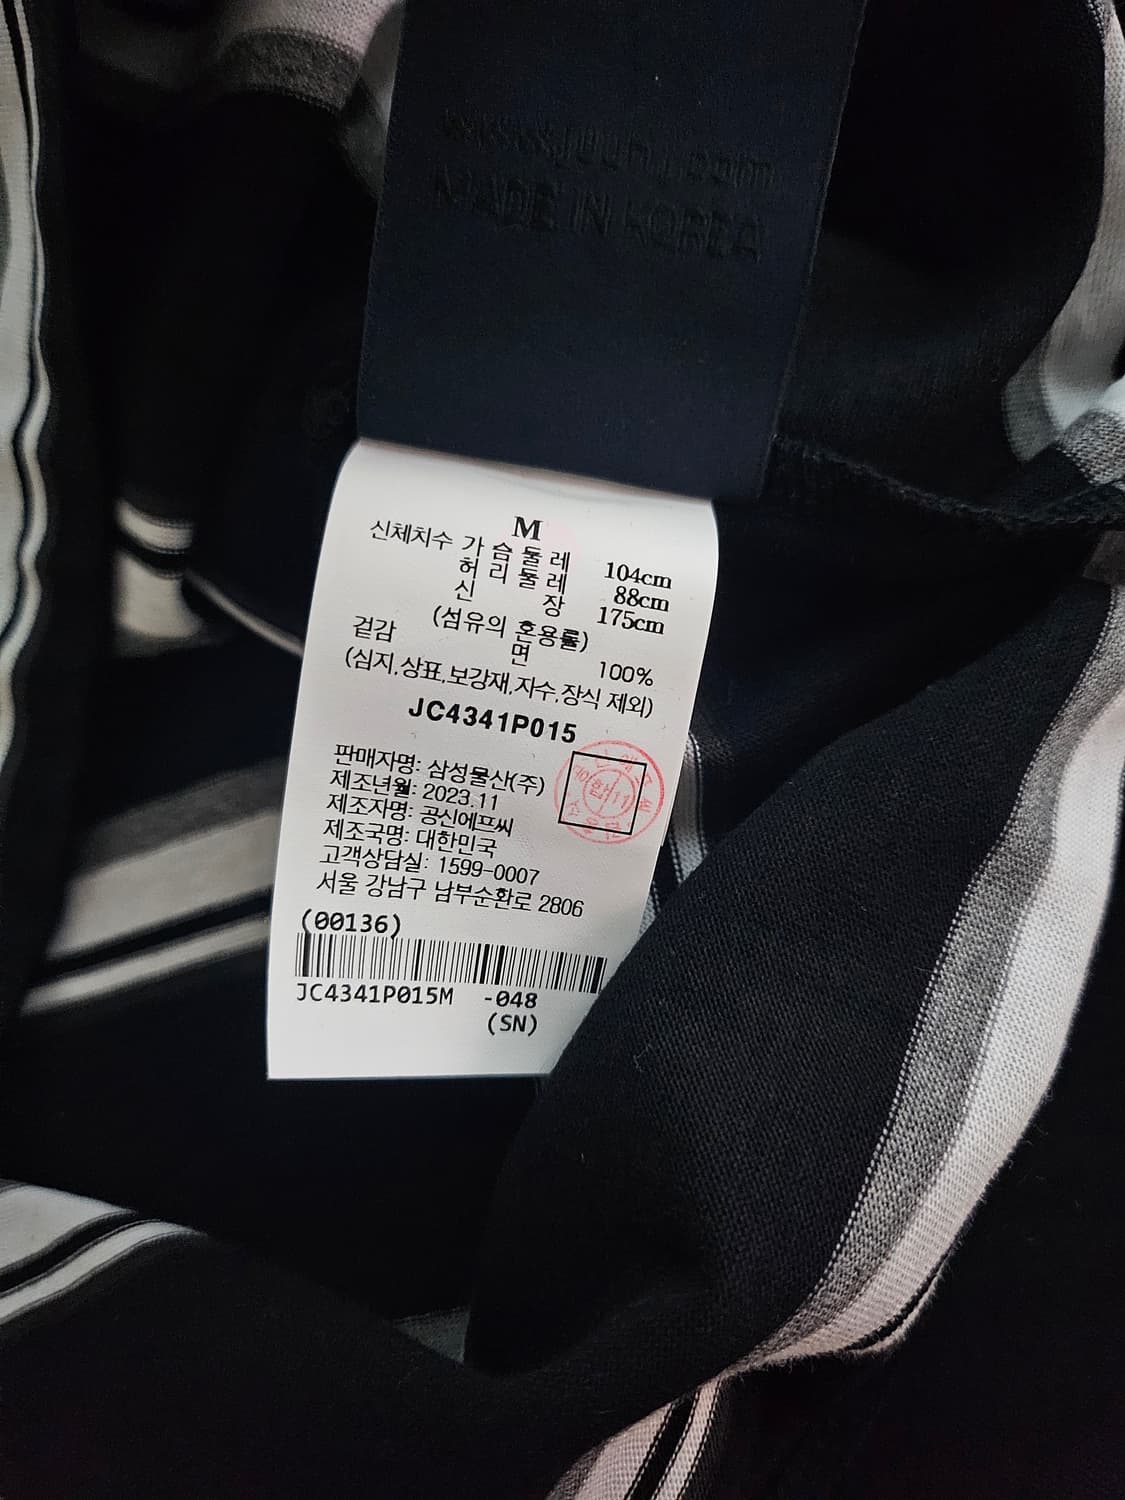 www.juunj.com
MADE IN KOREA
M
신체치수 가슴둘레 104cm
허리둘레 88cm
신 장 175cm
(섬유의 혼용률)
겉감 면 100%
(심지,상표,보강재,자수,장식 제외)
JC4341P015
판매자명: 삼성물산(주)
제조년월: 2023.11
제조자명: 공신에프씨
제조국명: 대한민국
고객상담실: 1599-0007
서울 강남구 남부순환로 2806
(00136)
JC4341P015M -048
(SN)
합 11